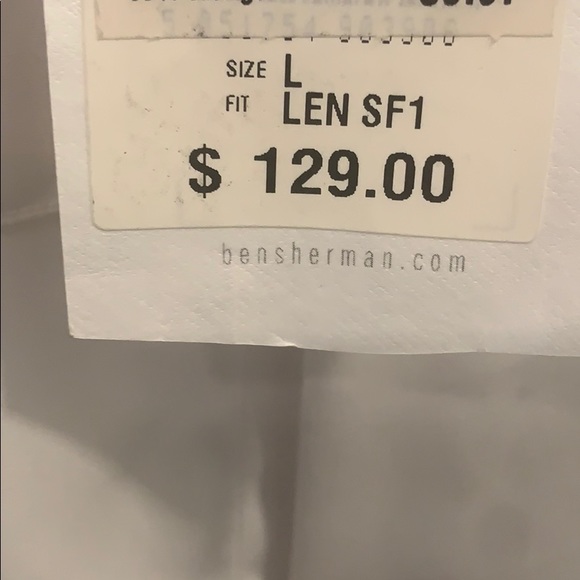 SIZE L
FIT LEN SF1
$ 129.00
bensherman.com